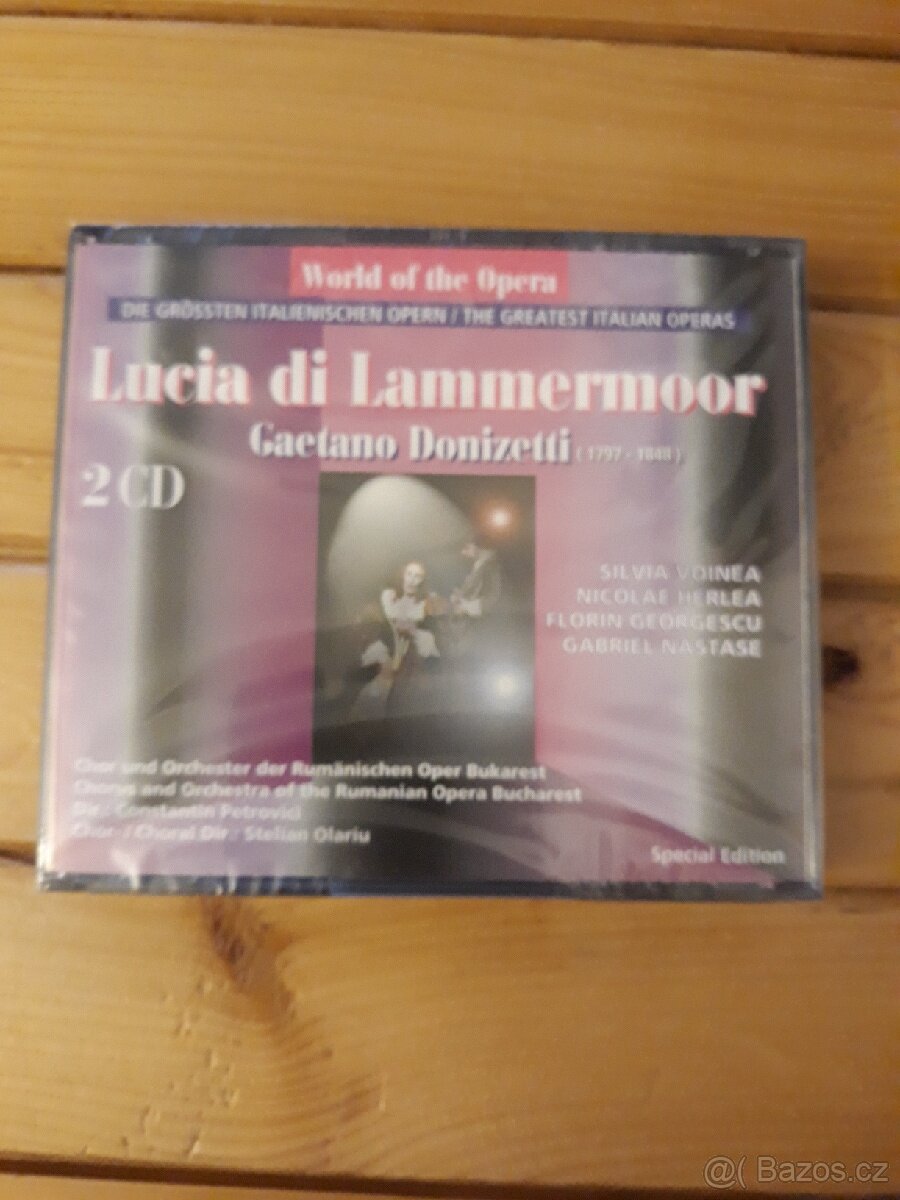 World of the Opera
DIE GRÖSSTEN ITALIENISCHEN OPERN / THE GREATEST ITALIAN OPERAS
Lucia di Lammermoor
Gaetano Donizetti (1797 - 1848)
2 CD
SILVIA VOINEA
NICOLAE HERLEA
FLORIN GEORGESCU
GABRIEL NASTASE
Chor und Orchester der Rumänischen Oper Bukarest
Chorus and Orchestra of the Rumanian Opera Bucharest
Dir : Constantin Petrovici
Chor- / Choral Dir : Stelian Olariu
Special Edition
@( Bazos.cz